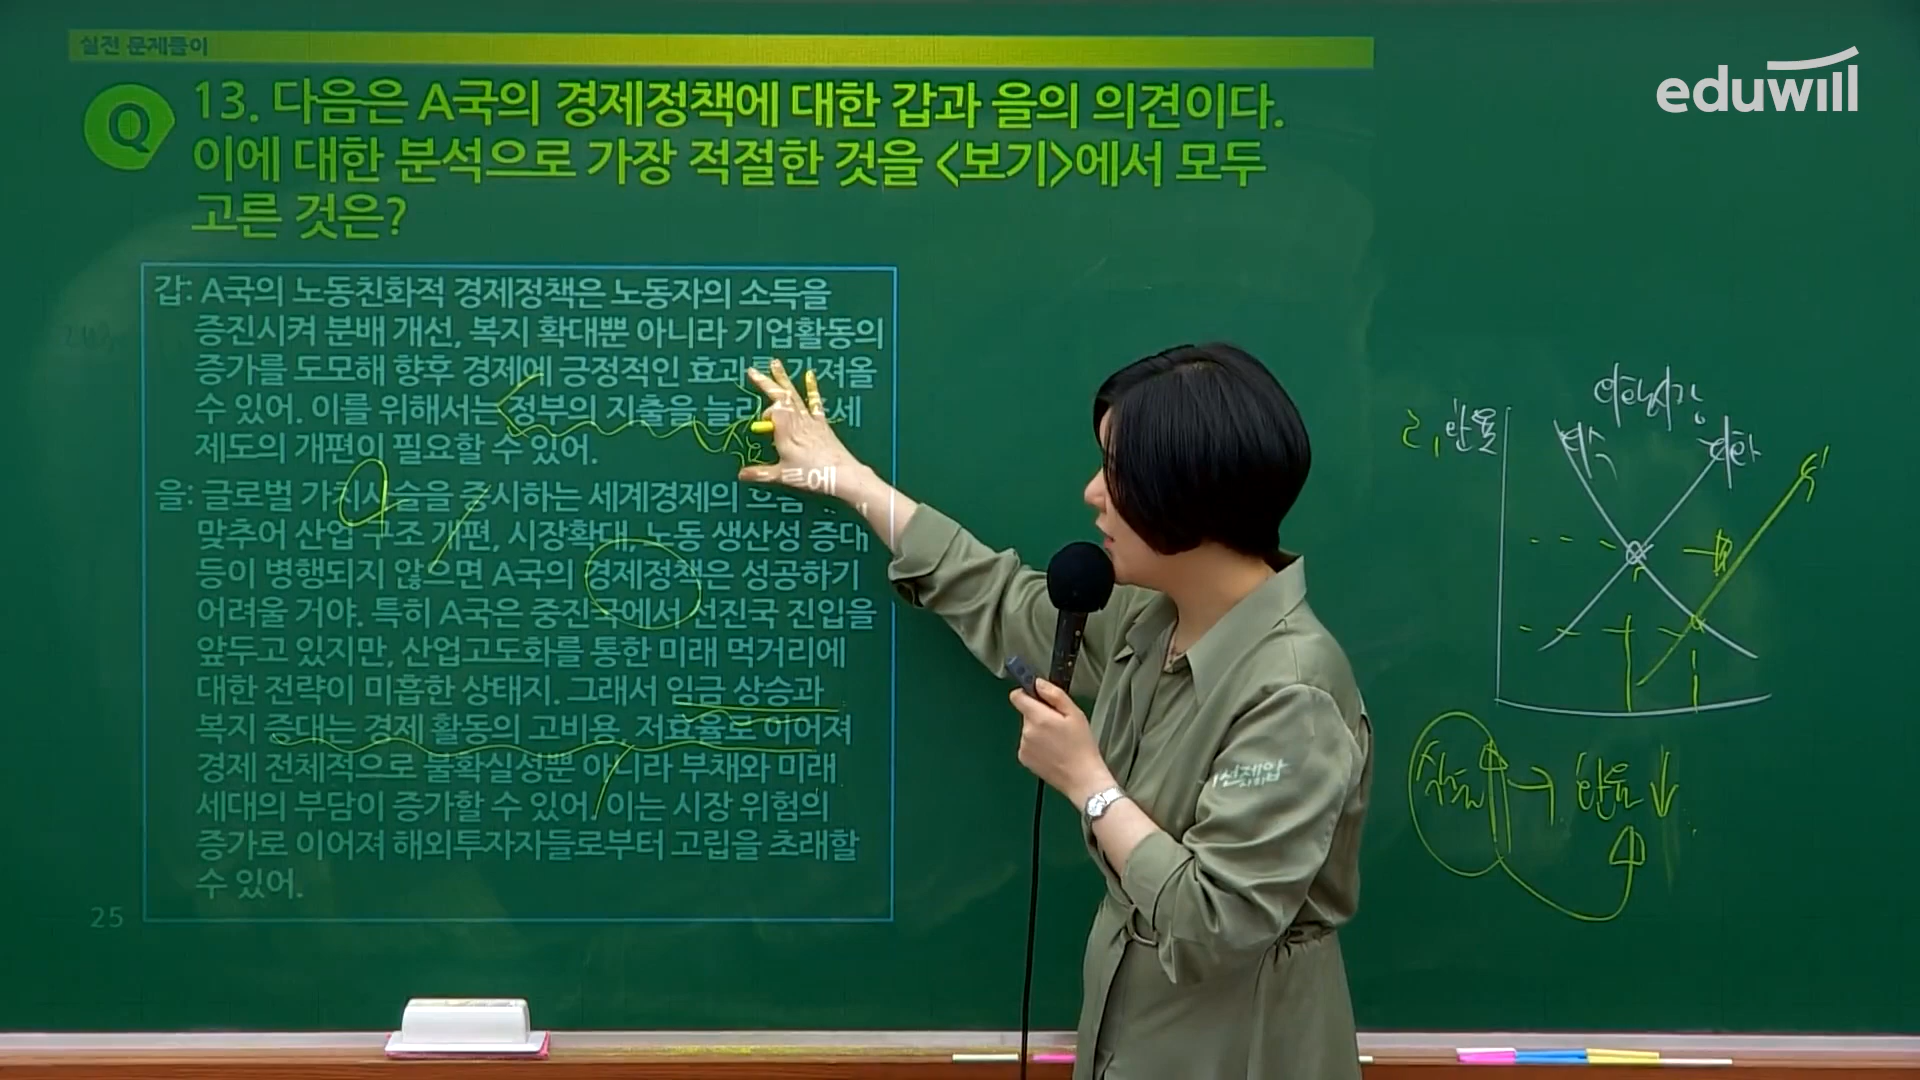 실전 문제풀이
eduwill
Q
13. 다음은 A국의 경제정책에 대한 갑과 을의 의견이다.
이에 대한 분석으로 가장 적절한 것을 <보기>에서 모두
고른 것은?
갑: A국의 노동친화적 경제정책은 노동자의 소득을
증진시켜 분배 개선, 복지 확대뿐 아니라 기업활동의
증가를 도모해 향후 경제에 긍정적인 효과를 가져올
수 있어. 이를 위해서는 정부의 지출을 세
제도의 개편이 필요할 수 있어.
을: 글로벌 가치사슬을 중시하는 세계경제의 흐름에
맞추어 산업 구조 개편, 시장확대, 노동 생산성 증대
등이 병행되지 않으면 A국의 경제정책은 성공하기
어려울 거야. 특히 A국은 중진국에서 선진국 진입을
앞두고 있지만, 산업고도화를 통한 미래 먹거리에
대한 전략이 미흡한 상태지. 그래서 임금 상승과
복지 증대는 경제 활동의 고비용, 저효율로 이어져
경제 전체적으로 불확실성뿐 아니라 부채와 미래
세대의 부담이 증가할 수 있어. 이는 시장 위험의
증가로 이어져 해외투자자들로부터 고립을 초래할
수 있어.
25
외환시장
환율
선제압
환율↓